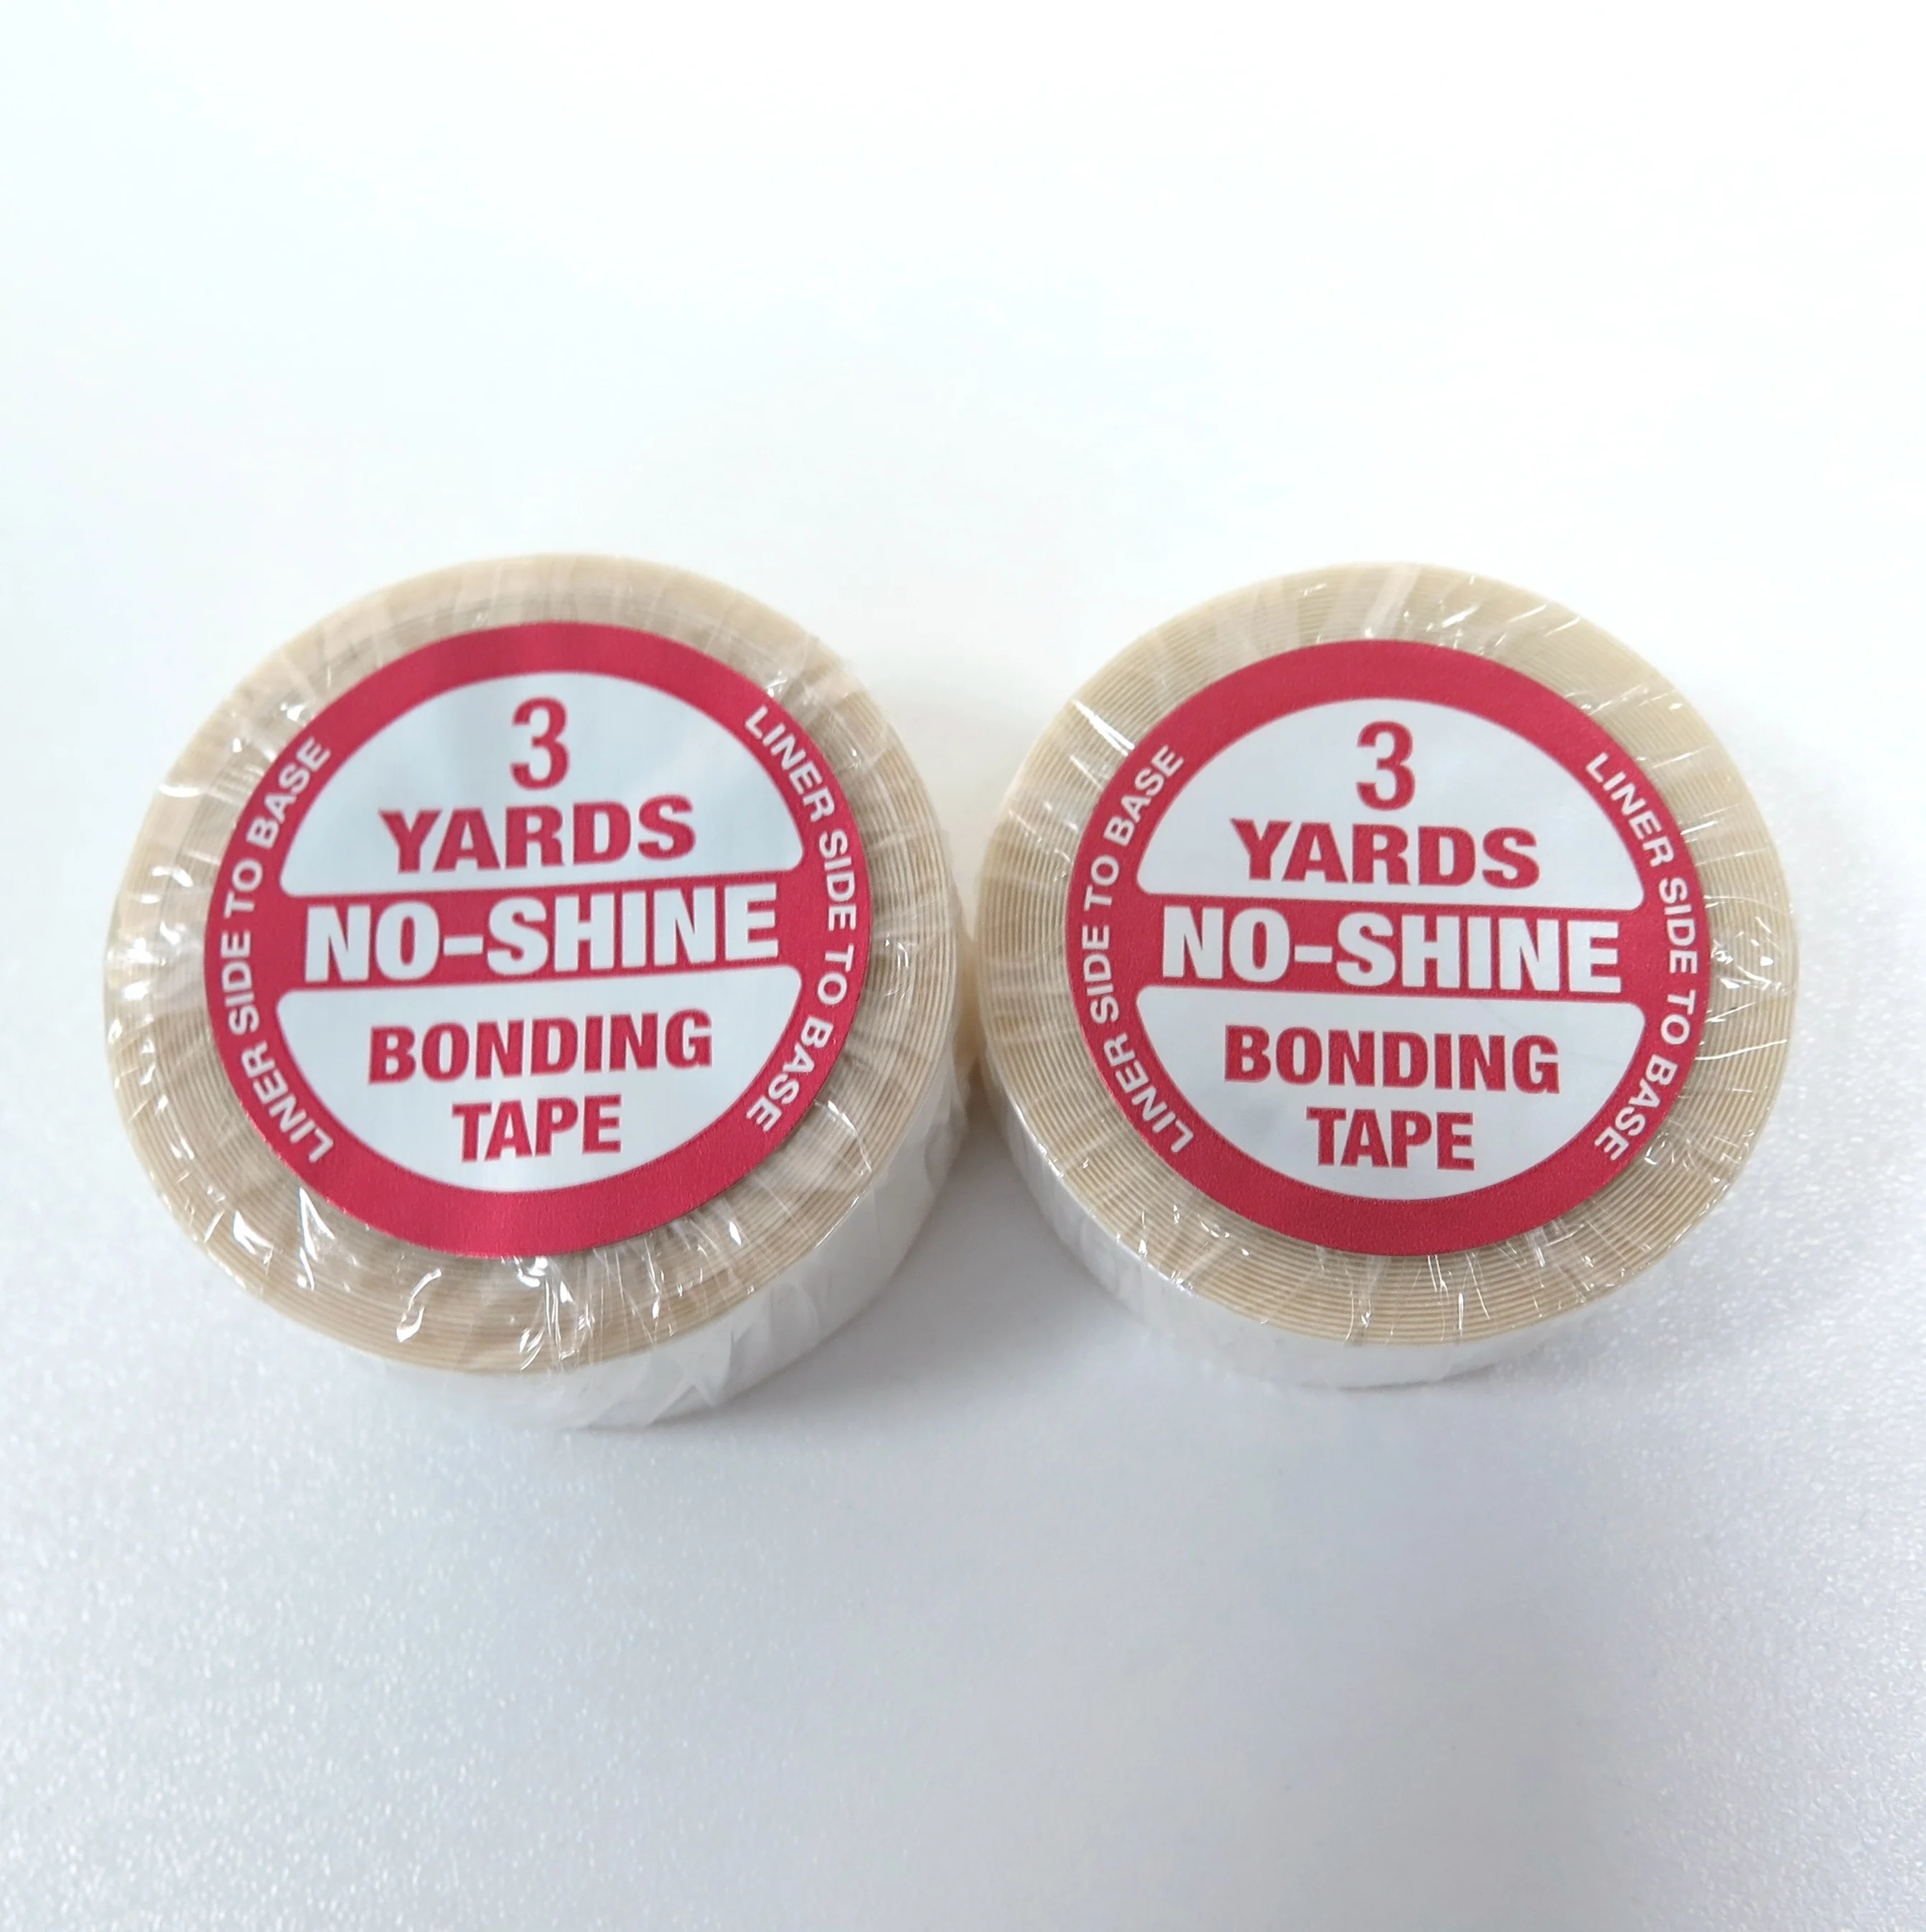 3
YARDS
NO-SHINE
BONDING
TAPE
LINER SIDE TO BASE
LINER SIDE TO BASE
3
YARDS
NO-SHINE
BONDING
TAPE
LINER SIDE TO BASE
LINER SIDE TO BASE